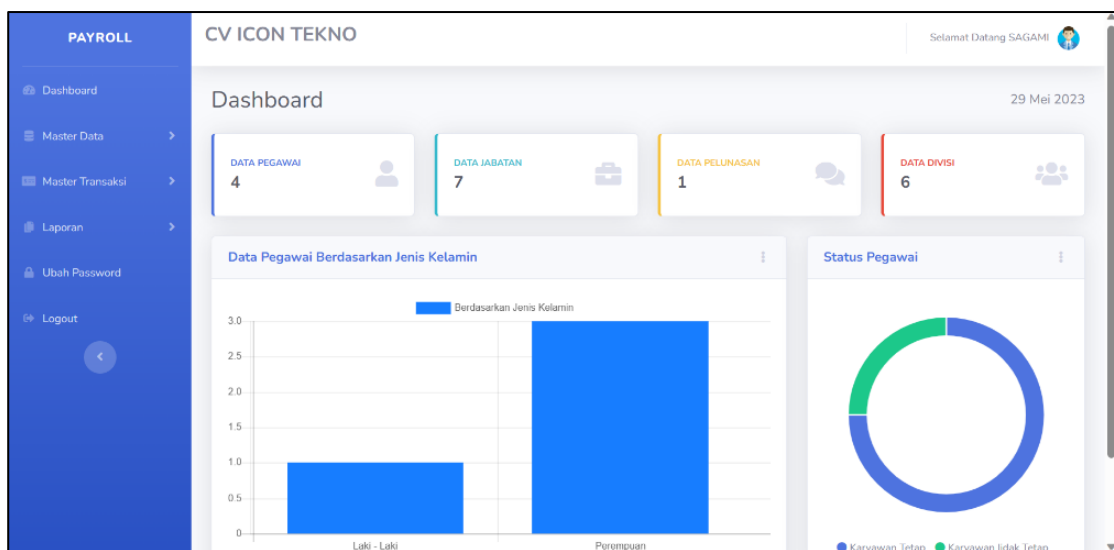 PAYROLL
CV ICON TEKNO
Selamat Datang SAGAMI
Dashboard
Master Data
Master Transaksi
Laporan
Ubah Password
Logout
Dashboard
29 Mei 2023
DATA PEGAWAI
4
DATA JABATAN
7
DATA PELUNASAN
1
DATA DIVISI
6
Data Pegawai Berdasarkan Jenis Kelamin
Berdasarkan Jenis Kelamin
3.0
2.5
2.0
1.5
1.0
0.5
0
Laki - Laki
Perempuan
Status Pegawai
Karyawan Tetap
Karyawan Tidak Tetap